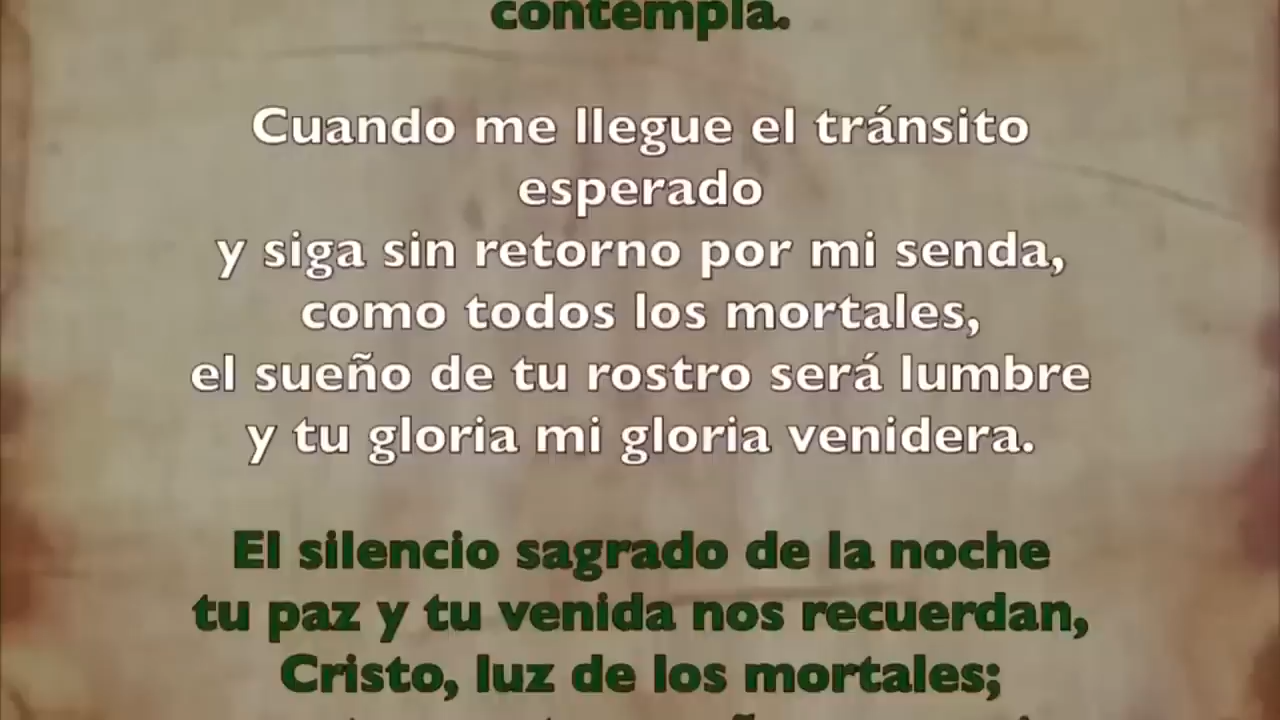 contempla.
Cuando me llegue el tránsito
esperado
y siga sin retorno por mi senda,
como todos los mortales,
el sueño de tu rostro será lumbre
y tu gloria mi gloria venidera.
El silencio sagrado de la noche
tu paz y tu venida nos recuerdan,
Cristo, luz de los mortales;